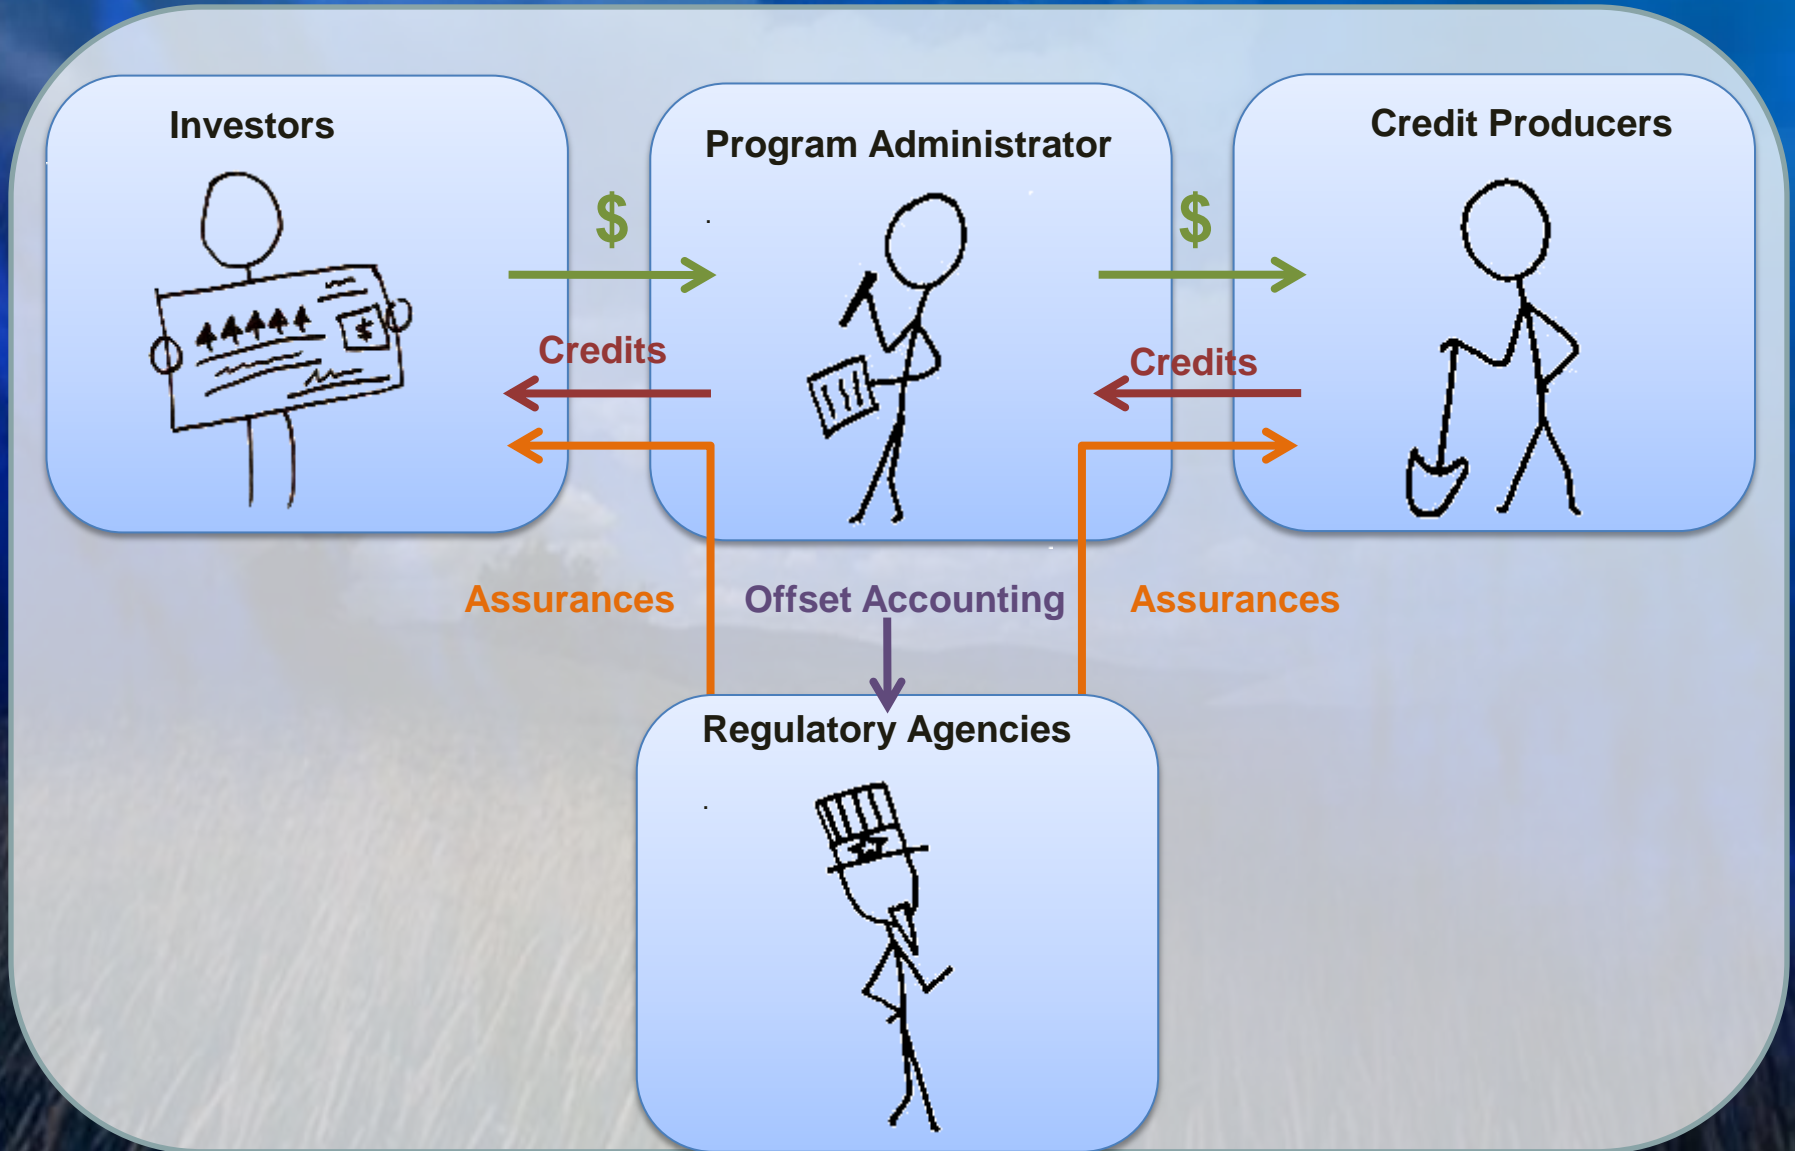 Investors
Program Administrator
Credit Producers
$
$
$
Credits
Credits
Assurances
Offset Accounting
Assurances
Regulatory Agencies